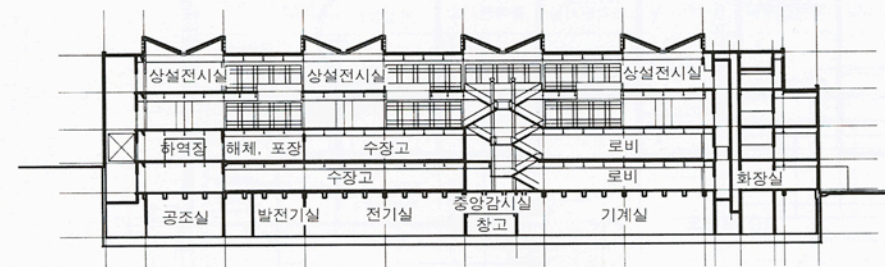 상설전시실 상설전시실 상설전시실
하역장 해체, 포장 수장고 로비
수장고 로비 화장실
중앙감시실
공조실 발전기실 전기실 기계실
창고